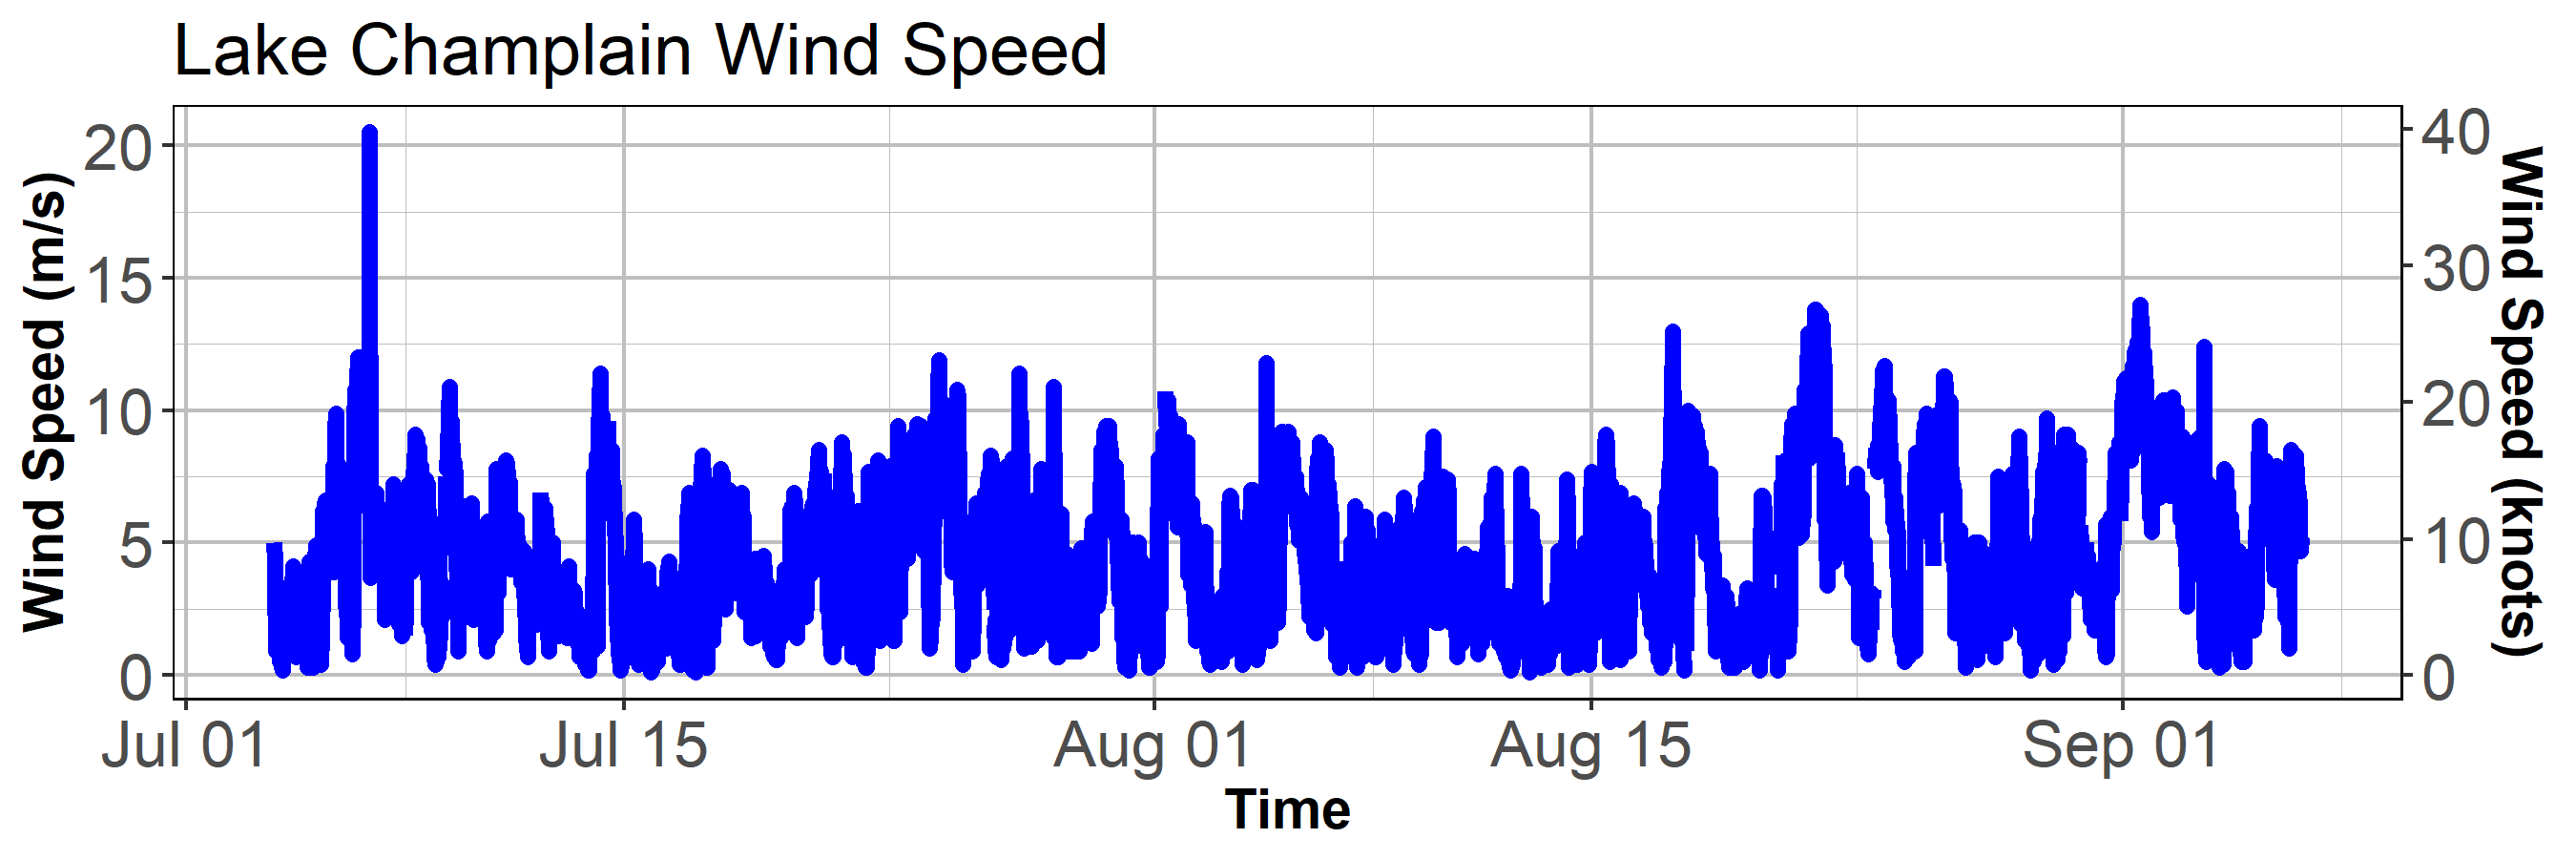 Lake Champlain Wind Speed
Wind Speed (m/s)
20
15
10
5
0
40
30
20
10
0
Wind Speed (knots)
Jul 01
Jul 15
Aug 01
Aug 15
Sep 01
Time